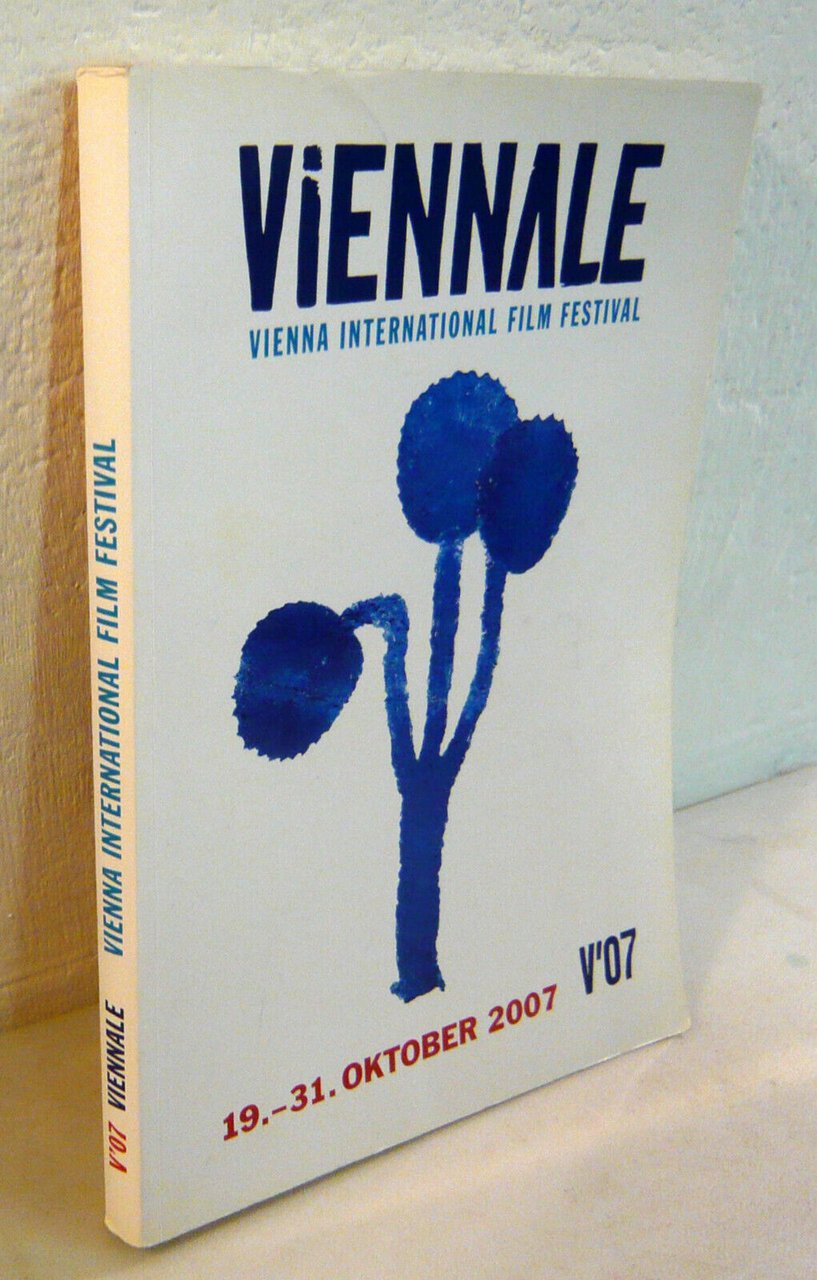 ViENNALE
VIENNA INTERNATIONAL FILM FESTIVAL
V'07
19.–31. OKTOBER 2007
V'07 VIENNALE VIENNA INTERNATIONAL FILM FESTIVAL